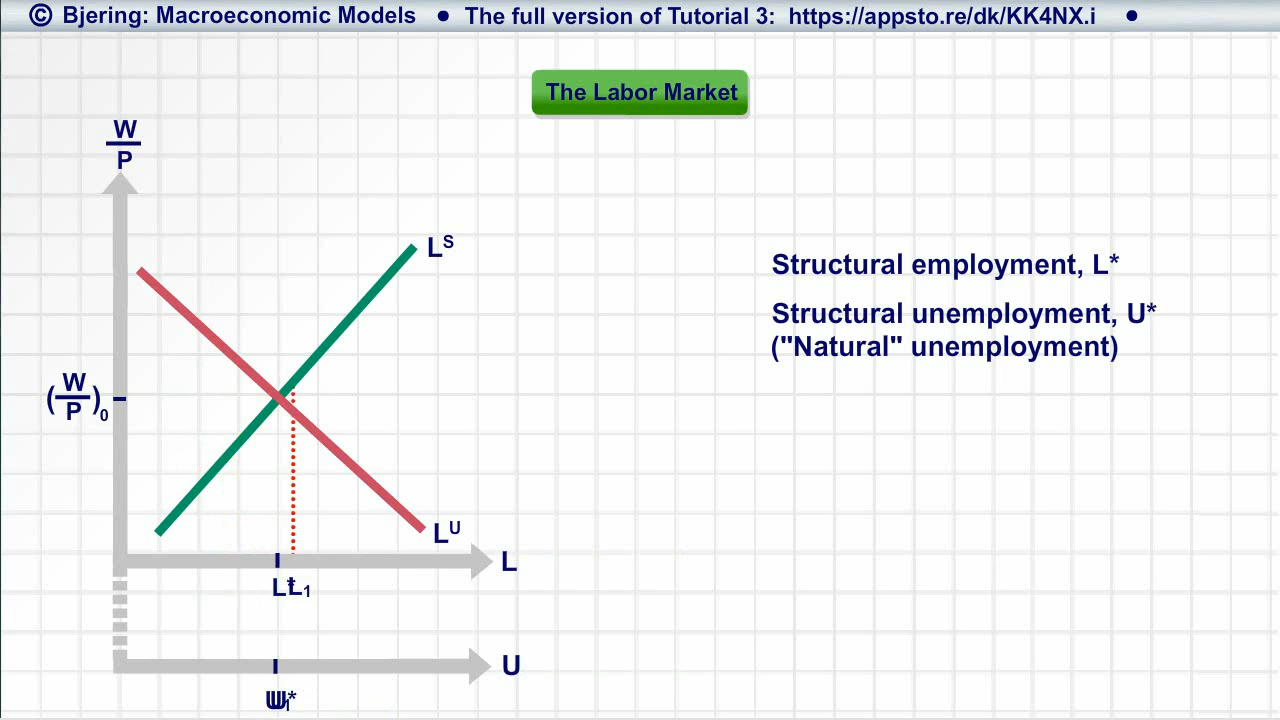 © Bjering: Macroeconomic Models • The full version of Tutorial 3: https://appsto.re/dk/KK4NX.i •
The Labor Market
W
P
L^S
Structural employment, L*
Structural unemployment, U*
("Natural" unemployment)
(W/P)₀
L^U
L
L* L₁
U